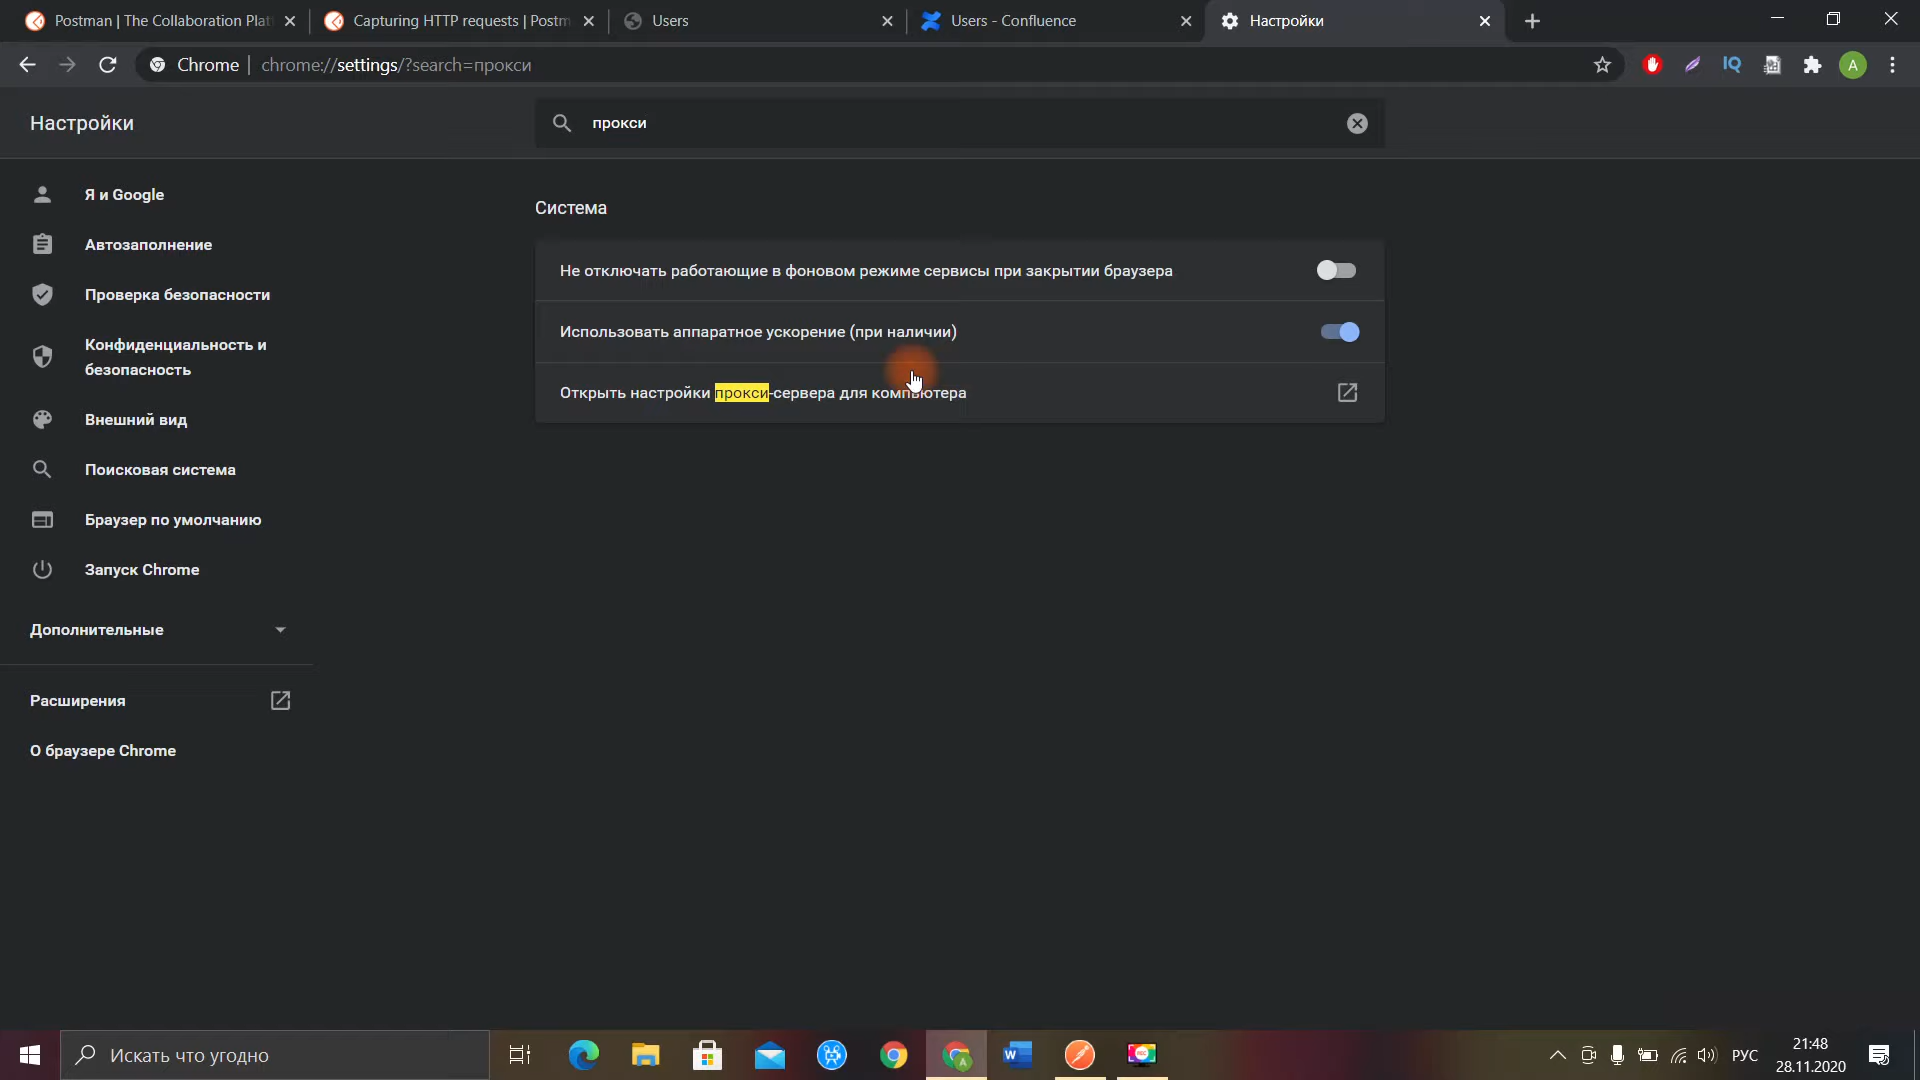 Postman | The Collaboration Plat
Capturing HTTP requests | Postm
Users
Users - Confluence
Настройки
Chrome
chrome://settings/?search=прокси
IQ
A
Настройки
прокси
Я и Google
Автозаполнение
Проверка безопасности
Конфиденциальность и
безопасность
Внешний вид
Поисковая система
Браузер по умолчанию
Запуск Chrome
Дополнительные
Расширения
О браузере Chrome
Система
Не отключать работающие в фоновом режиме сервисы при закрытии браузера
Использовать аппаратное ускорение (при наличии)
Открыть настройки прокси-сервера для компьютера
Искать что угодно
РУС
21:48
28.11.2020